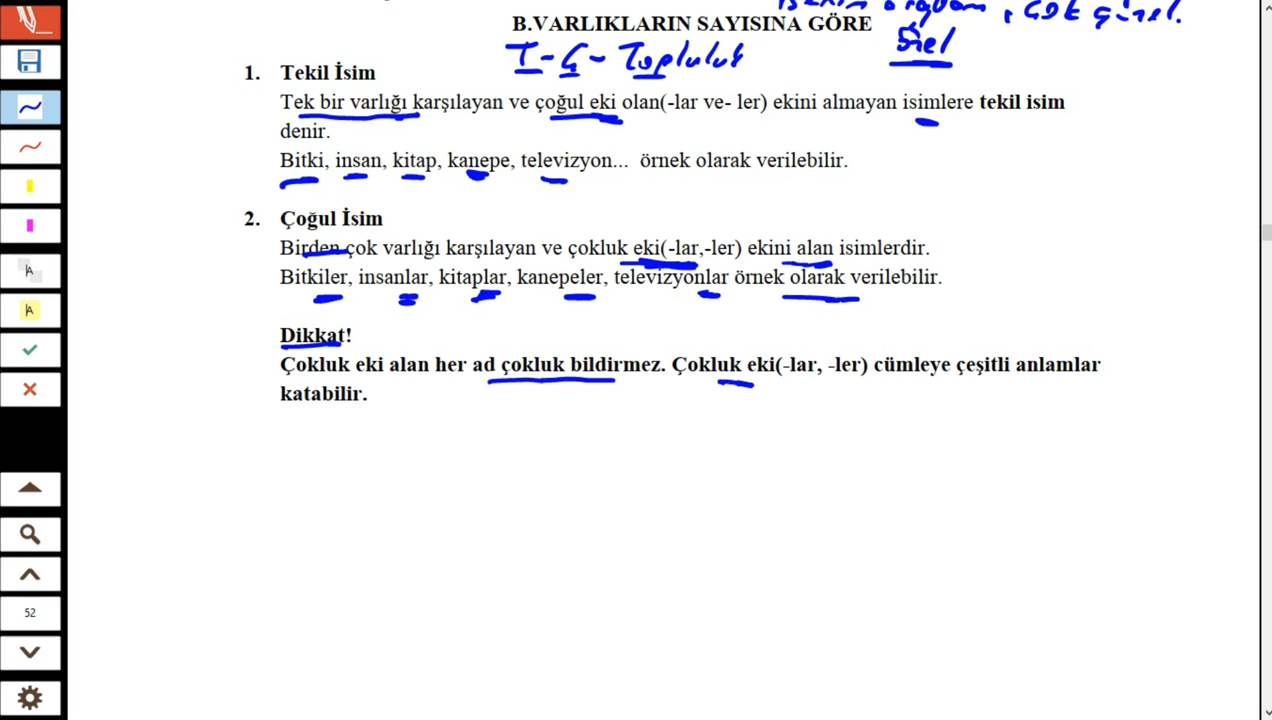 çok güzel.
B.VARLIKLARIN SAYISINA GÖRE
T - Ç - Topluluk
1. Tekil İsim
Tek bir varlığı karşılayan ve çoğul eki olan(-lar ve- ler) ekini almayan isimlere tekil isim
denir.
Bitki, insan, kitap, kanepe, televizyon... örnek olarak verilebilir.
2. Çoğul İsim
Birden çok varlığı karşılayan ve çokluk eki(-lar,-ler) ekini alan isimlerdir.
Bitkiler, insanlar, kitaplar, kanepeler, televizyonlar örnek olarak verilebilir.
Dikkat!
Çokluk eki alan her ad çokluk bildirmez. Çokluk eki(-lar, -ler) cümleye çeşitli anlamlar
katabilir.
52